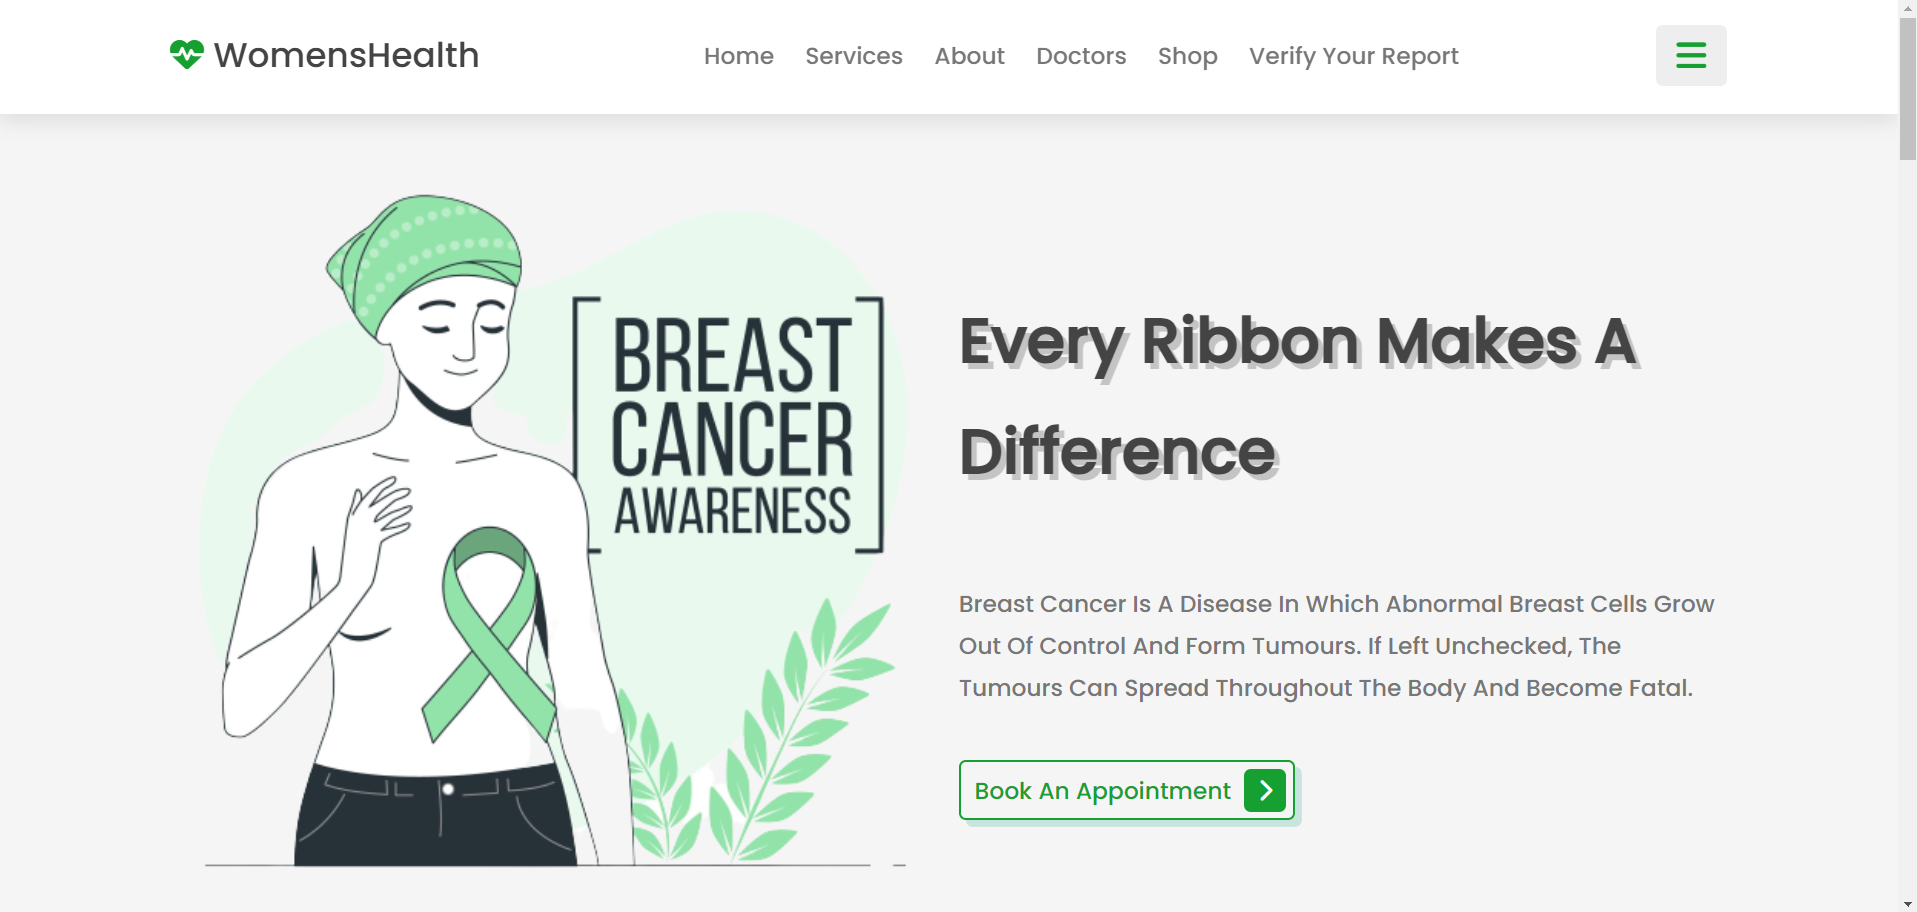 WomensHealth
Home Services About Doctors Shop Verify Your Report
BREAST
CANCER
AWARENESS
Every Ribbon Makes A
Difference
Breast Cancer Is A Disease In Which Abnormal Breast Cells Grow
Out Of Control And Form Tumours. If Left Unchecked, The
Tumours Can Spread Throughout The Body And Become Fatal.
Book An Appointment